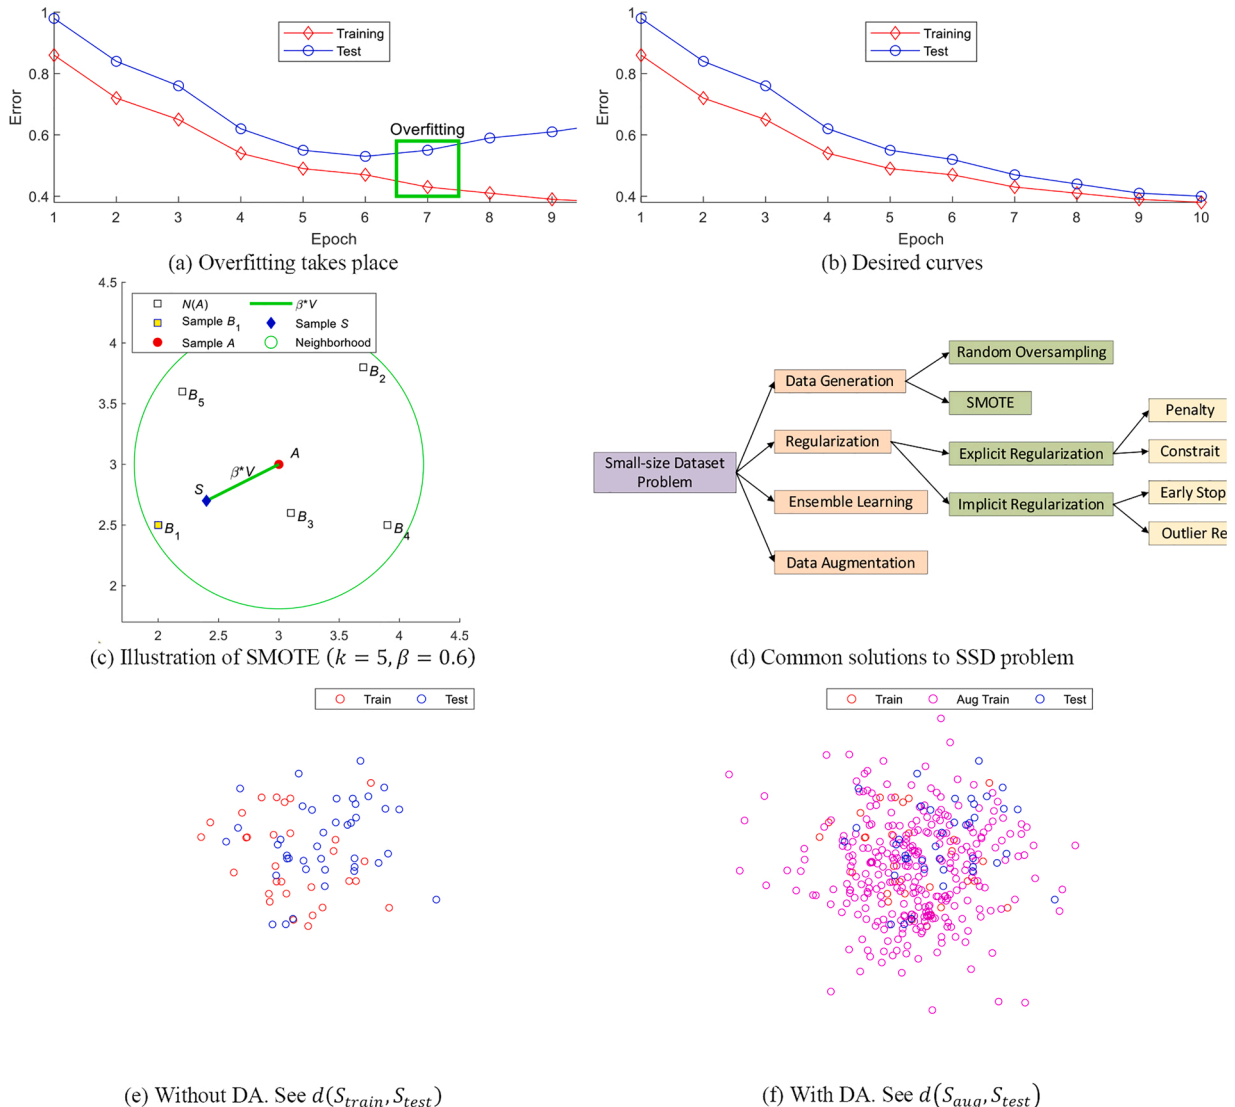 1
0.8
0.6
0.4
Error
Training
Test
Overfitting
1 2 3 4 5 6 7 8 9
Epoch
(a) Overfitting takes place
1
0.8
0.6
0.4
Error
Training
Test
1 2 3 4 5 6 7 8 9 10
Epoch
(b) Desired curves
4.5
4
3.5
3
2.5
2
N(A) β*V
Sample B1 Sample S
Sample A Neighborhood
B2
B5
A
β*V
S
B3
B1
B4
2 2.5 3 3.5 4 4.5
(c) Illustration of SMOTE (k = 5, β = 0.6)
Random Oversampling
Data Generation
SMOTE
Penalty
Regularization
Explicit Regularization
Constrait
Small-size Dataset
Problem
Early Stop
Ensemble Learning
Implicit Regularization
Outlier Re
Data Augmentation
(d) Common solutions to SSD problem
Train Test
(e) Without DA. See d(Strain, Stest)
Train Aug Train Test
(f) With DA. See d(Saug, Stest)